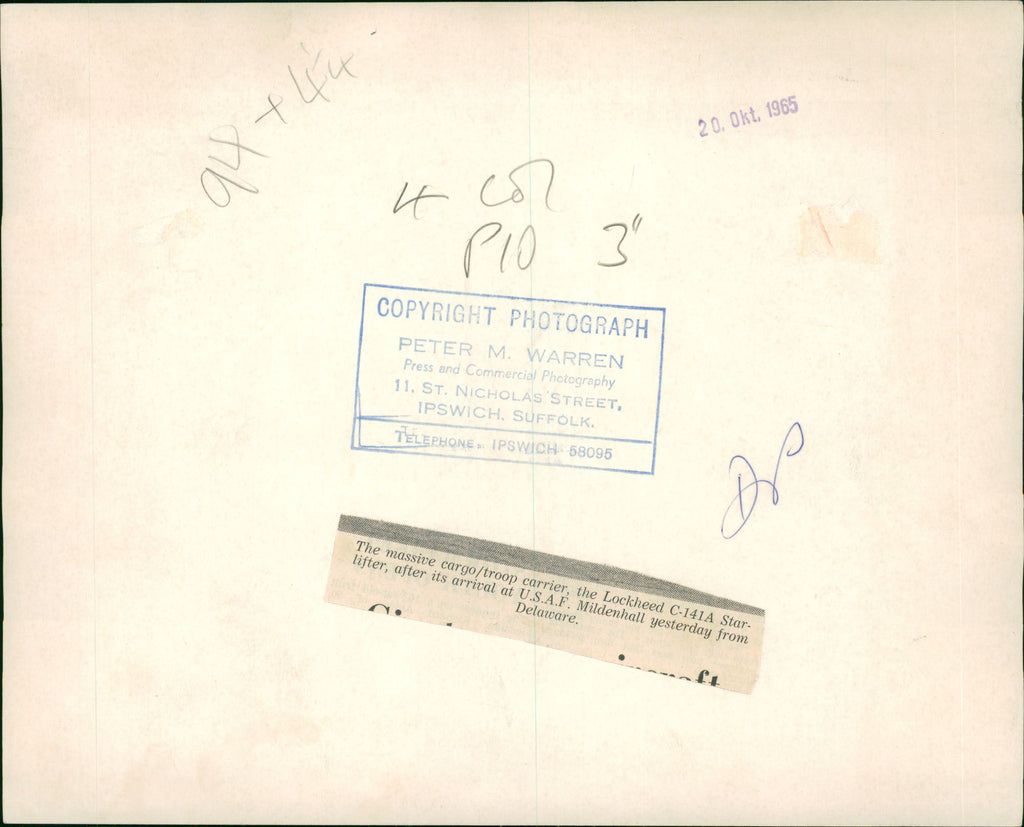 94 + 44
20. Okt. 1965
4 Col
P10 3"
COPYRIGHT PHOTOGRAPH
PETER M. WARREN
Press and Commercial Photography
11, ST. NICHOLAS STREET,
IPSWICH, SUFFOLK.
TELEPHONE, IPSWICH 58095
The massive cargo/troop carrier, the Lockheed C-141A Star-
lifter, after its arrival at U.S.A.F. Mildenhall yesterday from
Delaware.